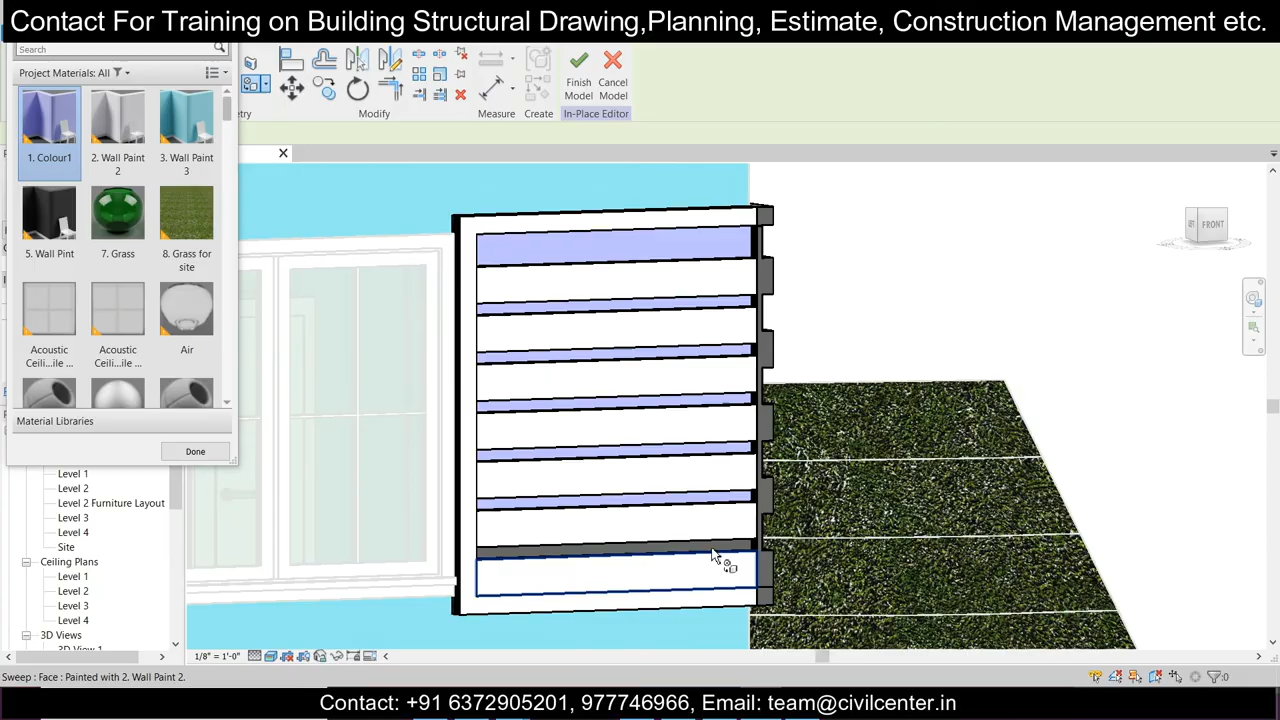 Contact For Training on Building Structural Drawing,Planning, Estimate, Construction Management etc.
Search
Project Materials: All
1. Colour1
2. Wall Paint 2
3. Wall Paint 3
5. Wall Pint
7. Grass
8. Grass for site
Acoustic Ceili...ile ...
Acoustic Ceili...ile ...
Air
Material Libraries
Done
etry
Modify
Measure
Create
Finish Model
Cancel Model
In-Place Editor
FRONT
Level 1
Level 2
Level 2 Furniture Layout
Level 3
Level 4
Site
Ceiling Plans
Level 1
Level 2
Level 3
Level 4
3D Views
3D View 1
1/8" = 1'-0"
:0
Sweep : Face : Painted with 2. Wall Paint 2.
Contact: +91 6372905201, 977746966, Email: team@civilcenter.in